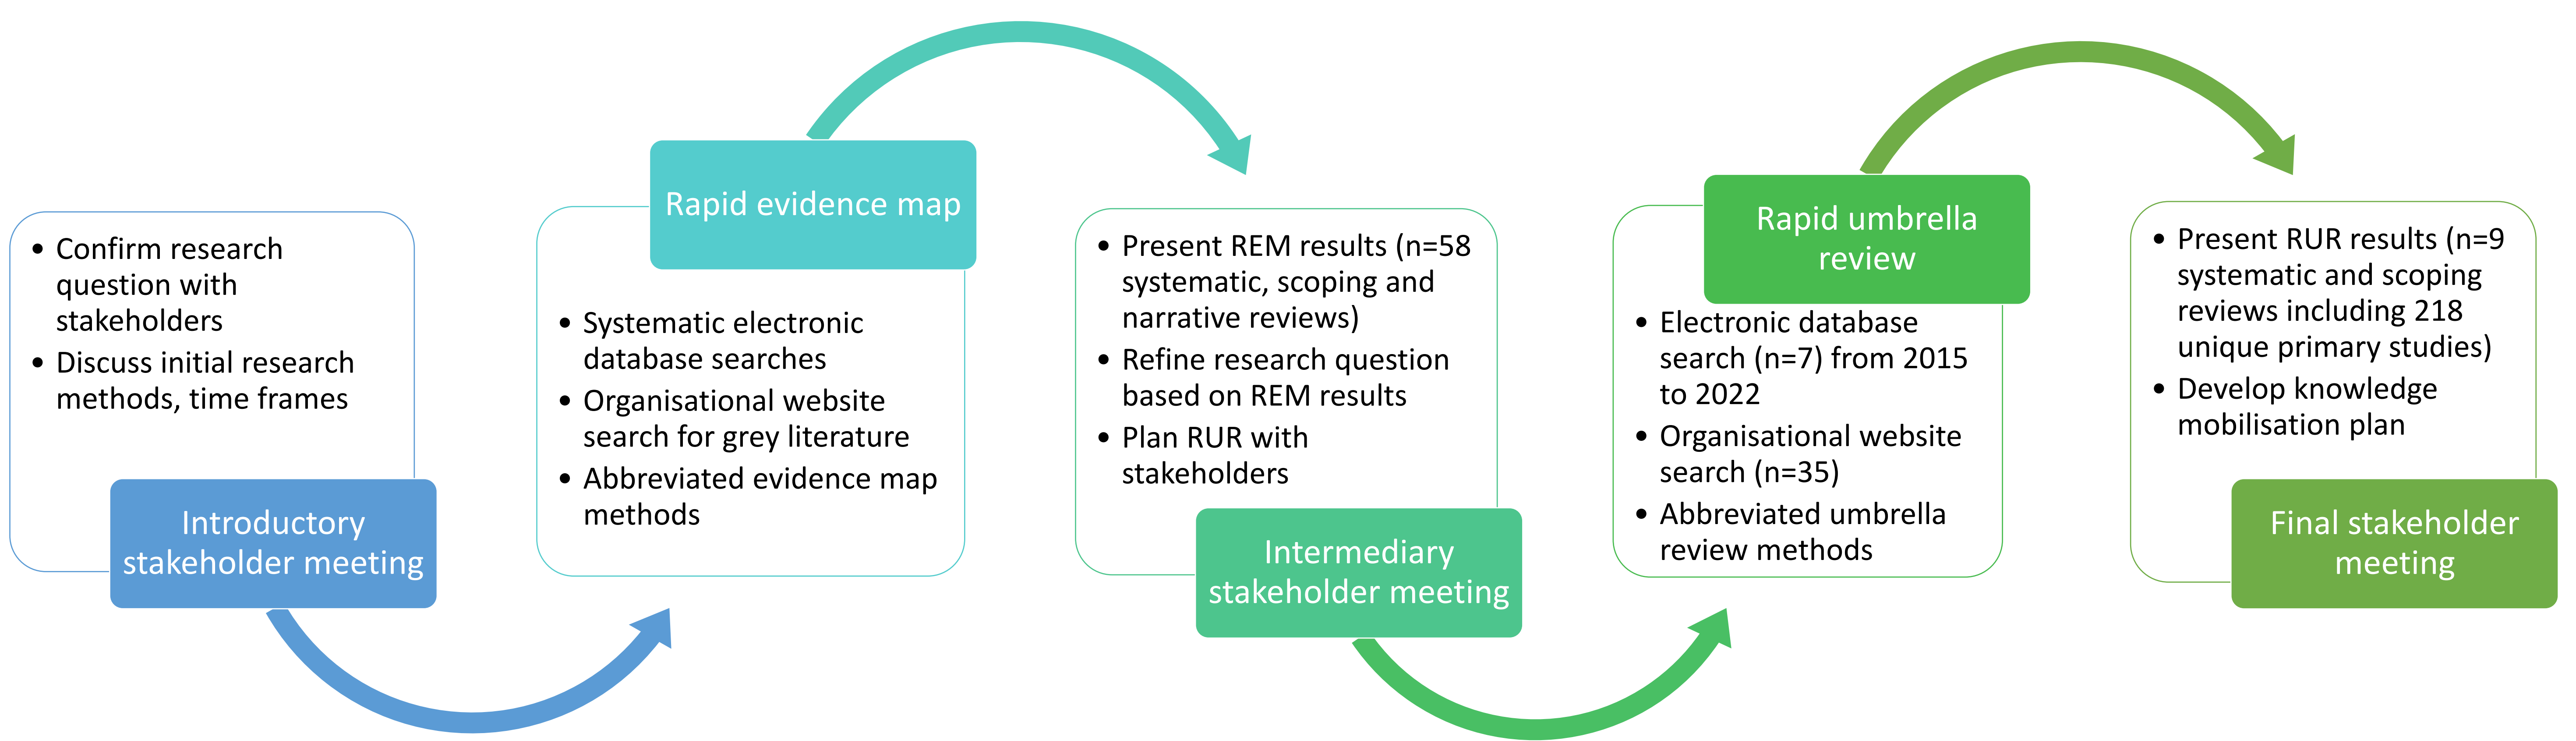 • Confirm research
question with
stakeholders
• Discuss initial research
methods, time frames
Introductory
stakeholder meeting
Rapid evidence map
• Systematic electronic
database searches
• Organisational website
search for grey literature
• Abbreviated evidence map
methods
• Present REM results (n=58
systematic, scoping and
narrative reviews)
• Refine research question
based on REM results
• Plan RUR with
stakeholders
Intermediary
stakeholder meeting
Rapid umbrella
review
• Electronic database
search (n=7) from 2015
to 2022
• Organisational website
search (n=35)
• Abbreviated umbrella
review methods
• Present RUR results (n=9
systematic and scoping
reviews including 218
unique primary studies)
• Develop knowledge
mobilisation plan
Final stakeholder
meeting